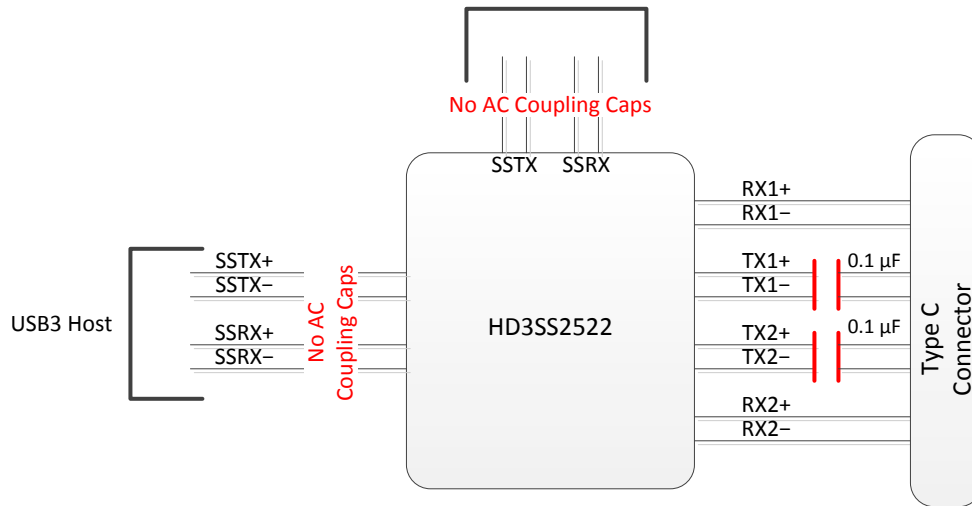 No AC Coupling Caps
SSTX SSRX
RX1+
RX1−
SSTX+
SSTX−
SSRX+
SSRX−
USB3 Host
No AC
Coupling Caps
HD3SS2522
TX1+
TX1−
0.1 µF
TX2+
TX2−
0.1 µF
RX2+
RX2−
Type C
Connector